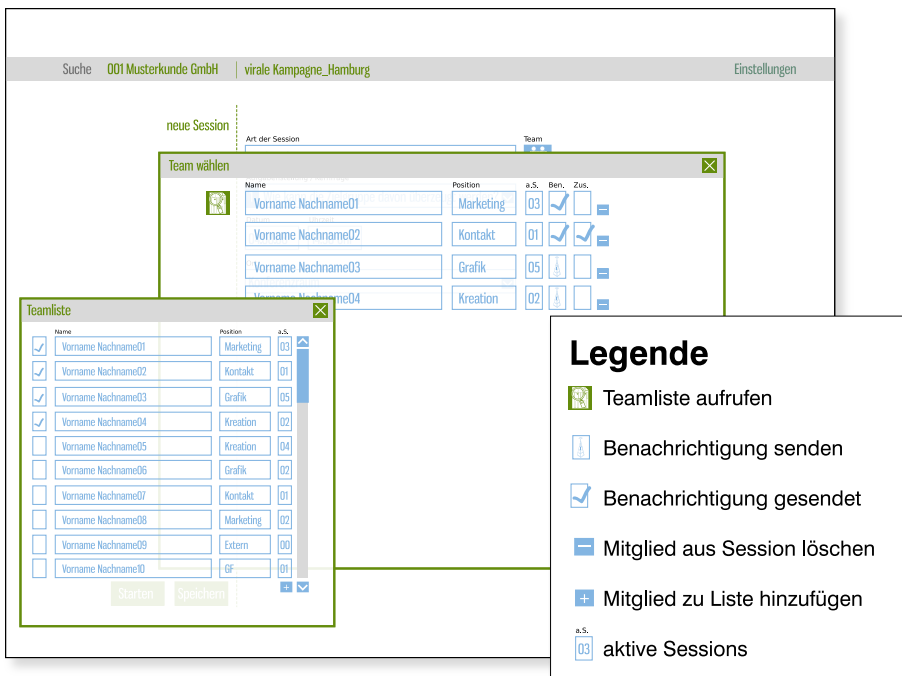 Suche 001 Musterkunde GmbH virale Kampagne_Hamburg Einstellungen
neue Session
Art der Session Team
Team wählen
Name Position a.S. Ben. Zus.
Vorname Nachname01 Marketing 03
Vorname Nachname02 Kontakt 01
Vorname Nachname03 Grafik 05
Vorname Nachname04 Kreation 02
Teamliste
Name Position a.S.
Vorname Nachname01 Marketing 03
Vorname Nachname02 Kontakt 01
Vorname Nachname03 Grafik 05
Vorname Nachname04 Kreation 02
Vorname Nachname05 Kreation 04
Vorname Nachname06 Grafik 02
Vorname Nachname07 Kontakt 01
Vorname Nachname08 Marketing 02
Vorname Nachname09 Extern 00
Vorname Nachname10 GF 01
Starten Speichern
Legende
Teamliste aufrufen
Benachrichtigung senden
Benachrichtigung gesendet
Mitglied aus Session löschen
Mitglied zu Liste hinzufügen
a.S.
03 aktive Sessions